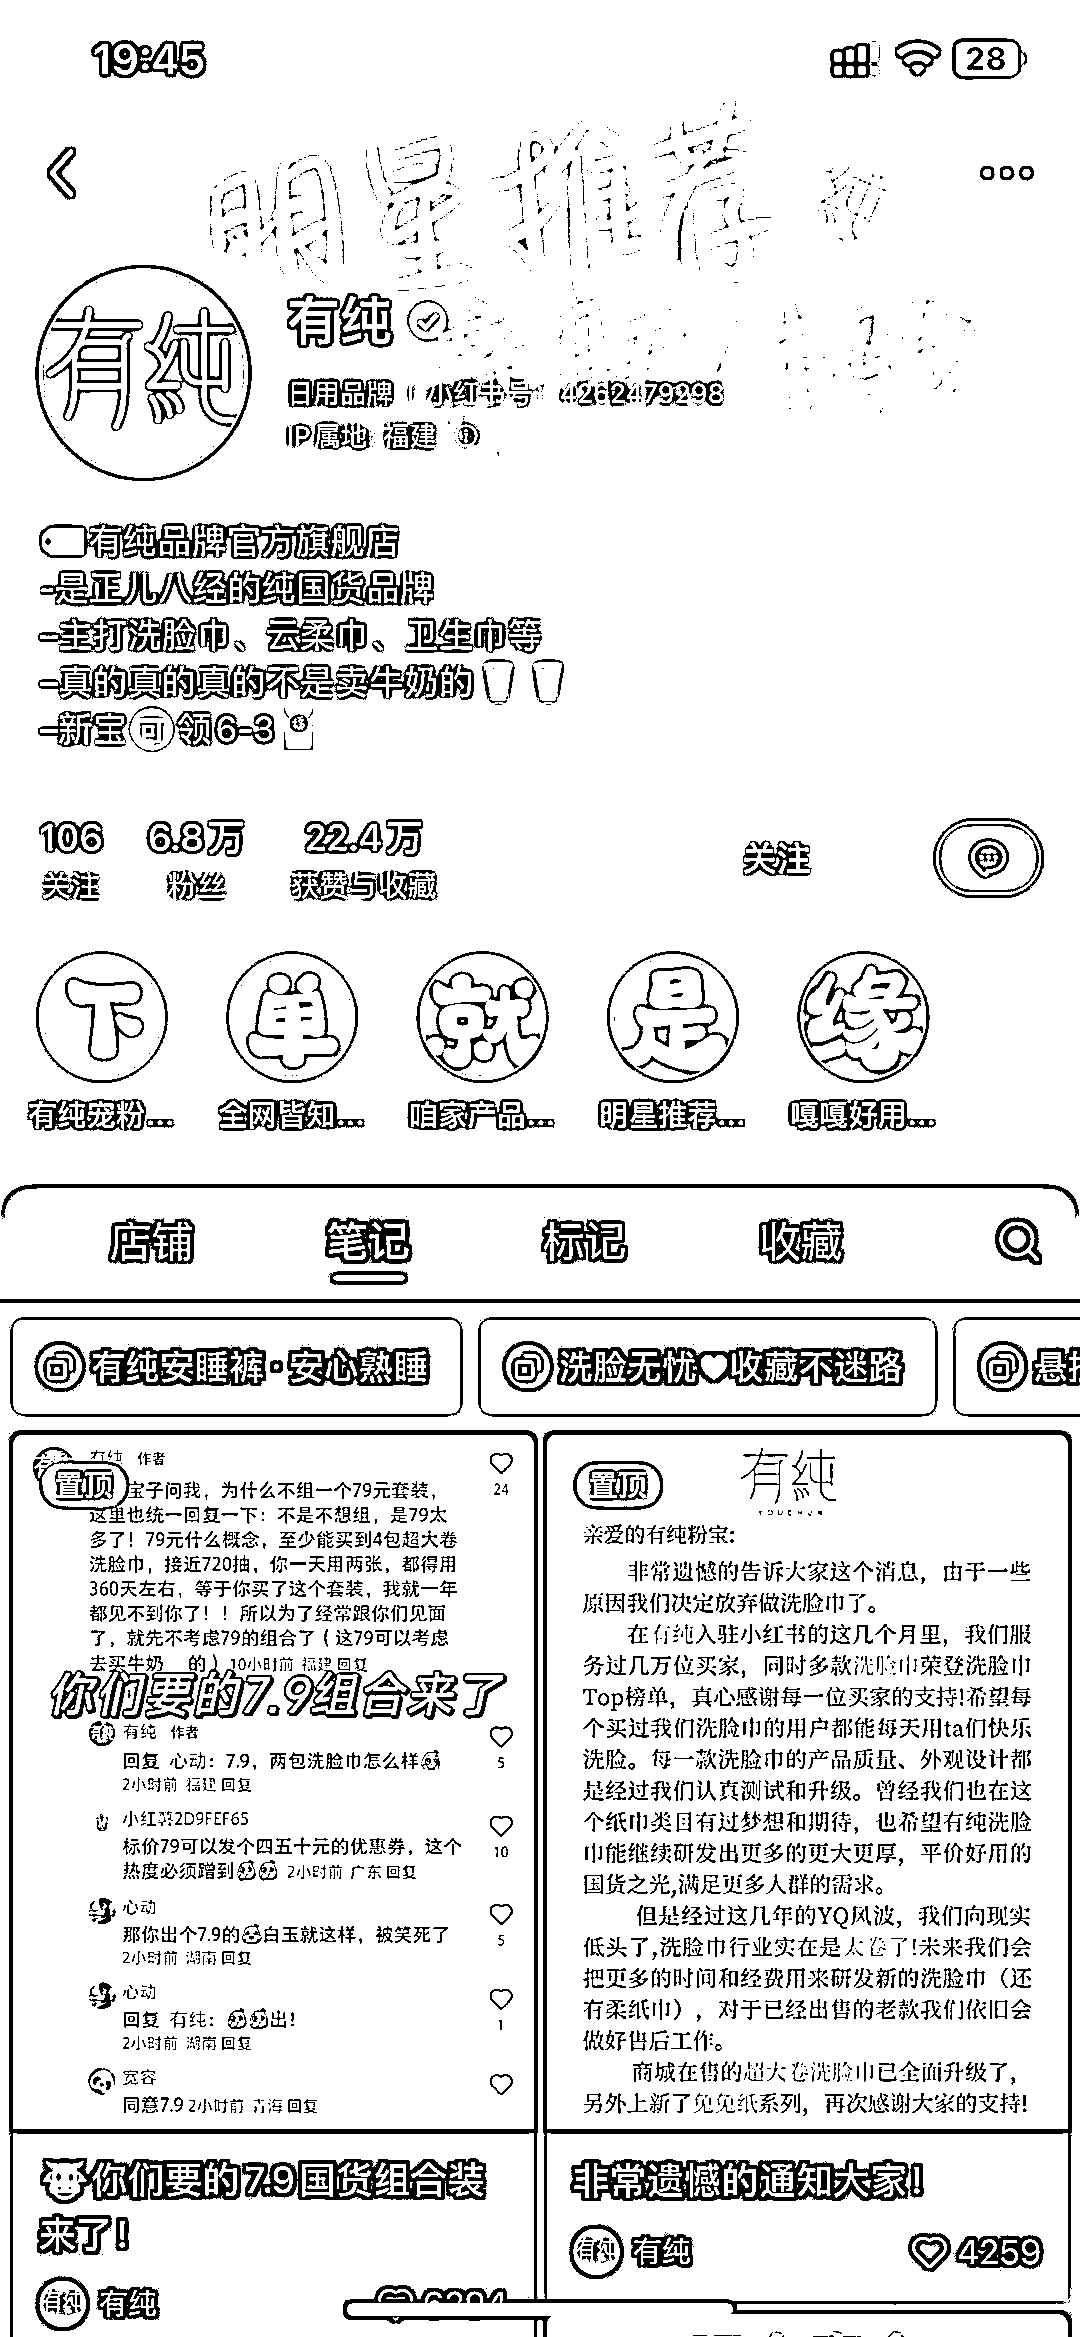 19:45
28
明星推荐
有纯
有纯
日用品牌 小红书号 4262479298
IP属地 福建
有纯品牌官方旗舰店
-是正儿八经的纯国货品牌
-主打洗脸巾、云柔巾、卫生巾等
-真的真的真的不是卖牛奶的
-新宝可领6-3
106 6.8万 22.4万
关注 粉丝 获赞与收藏
关注
下 单 就 是 缘
有纯宠粉... 全网皆知... 咱家产品... 明星推荐... 嘎嘎好用...
店铺 笔记 标记 收藏
有纯安睡裤·安心熟睡
洗脸无忧♥收藏不迷路
有纯 作者
24
置顶
宝子问我，为什么不组一个79元套装，
这里也统一回复一下：不是不想组，是79太
多了！79元什么概念，至少能买到4包超大卷
洗脸巾，接近720抽，你一天用两张，都得用
360天左右，等于你买了这个套装，我就一年
都见不到你了！！所以为了经常跟你们见面
了，就先不考虑79的组合了（这79可以考虑
去买牛奶 的）10小时前 福建 回复
你们要的7.9组合来了
有纯 作者
回复 心动：7.9，两包洗脸巾怎么样
5
2小时前 福建 回复
小红薯2D9FEF65
标价79可以发个四五十元的优惠券，这个
10
热度必须蹭到 2小时前 广东 回复
心动
那你出个7.9的白玉就这样，被笑死了
5
2小时前 湖南 回复
心动
回复 有纯：出!
1
2小时前 湖南 回复
宽容
同意7.9 2小时前 青海 回复
你们要的7.9国货组合装
来了！
有纯
置顶
有纯
YOUCHUN
亲爱的有纯粉宝:
非常遗憾的告诉大家这个消息，由于一些
原因我们决定放弃做洗脸巾了。
在有纯入驻小红书的这几个月里，我们服
务过几万位买家，同时多款洗脸巾荣登洗脸巾
Top榜单，真心感谢每一位买家的支持!希望每
个买过我们洗脸巾的用户都能每天用ta们快乐
洗脸。每一款洗脸巾的产品质量、外观设计都
是经过我们认真测试和升级。曾经我们也在这
个纸巾类目有过梦想和期待，也希望有纯洗脸
巾能继续研发出更多的更大更厚，平价好用的
国货之光,满足更多人群的需求。
但是经过这几年的YQ风波，我们向现实
低头了,洗脸巾行业实在是太卷了!未来我们会
把更多的时间和经费用来研发新的洗脸巾（还
有柔纸巾），对于已经出售的老款我们依旧会
做好售后工作。
商城在售的超大卷洗脸巾已全面升级了，
另外上新了兔兔纸系列，再次感谢大家的支持!
非常遗憾的通知大家！
有纯
4259